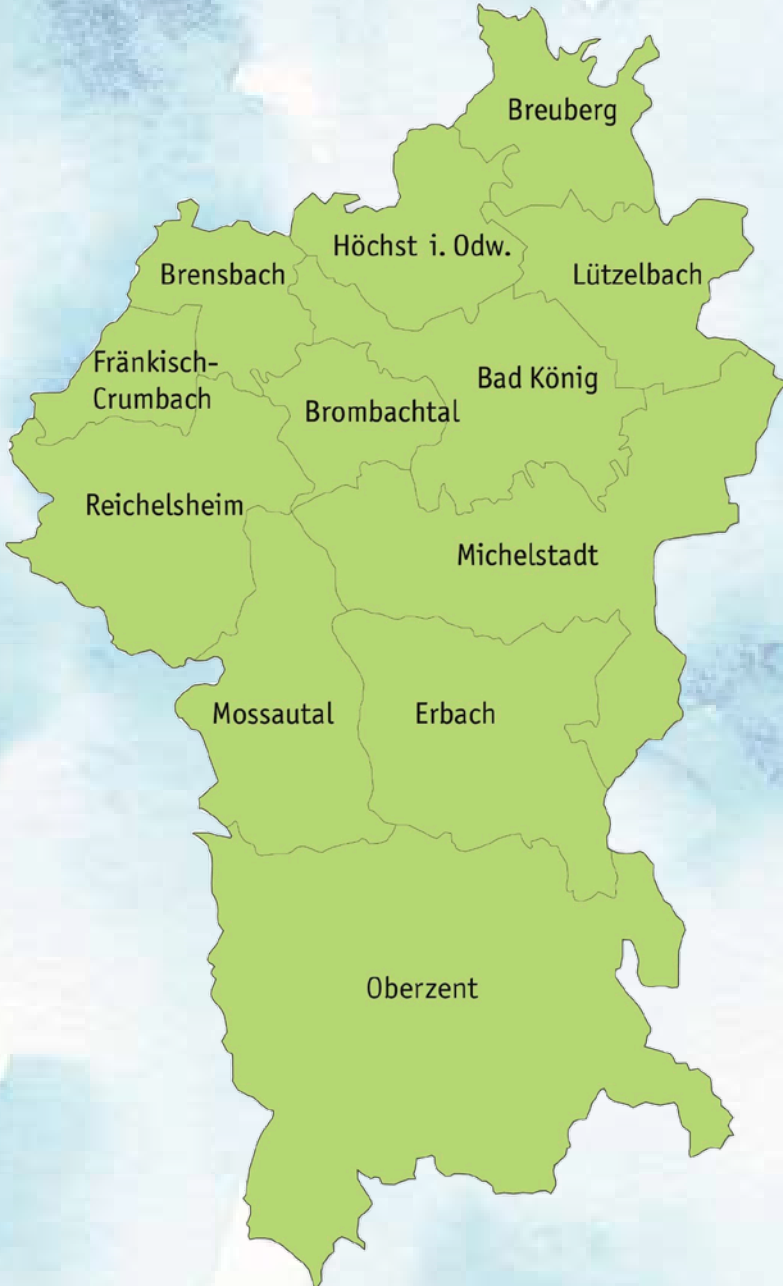 Breuberg
Höchst i. Odw.
Brensbach
Lützelbach
Fränkisch-
Crumbach
Bad König
Brombachtal
Reichelsheim
Michelstadt
Mossautal
Erbach
Oberzent